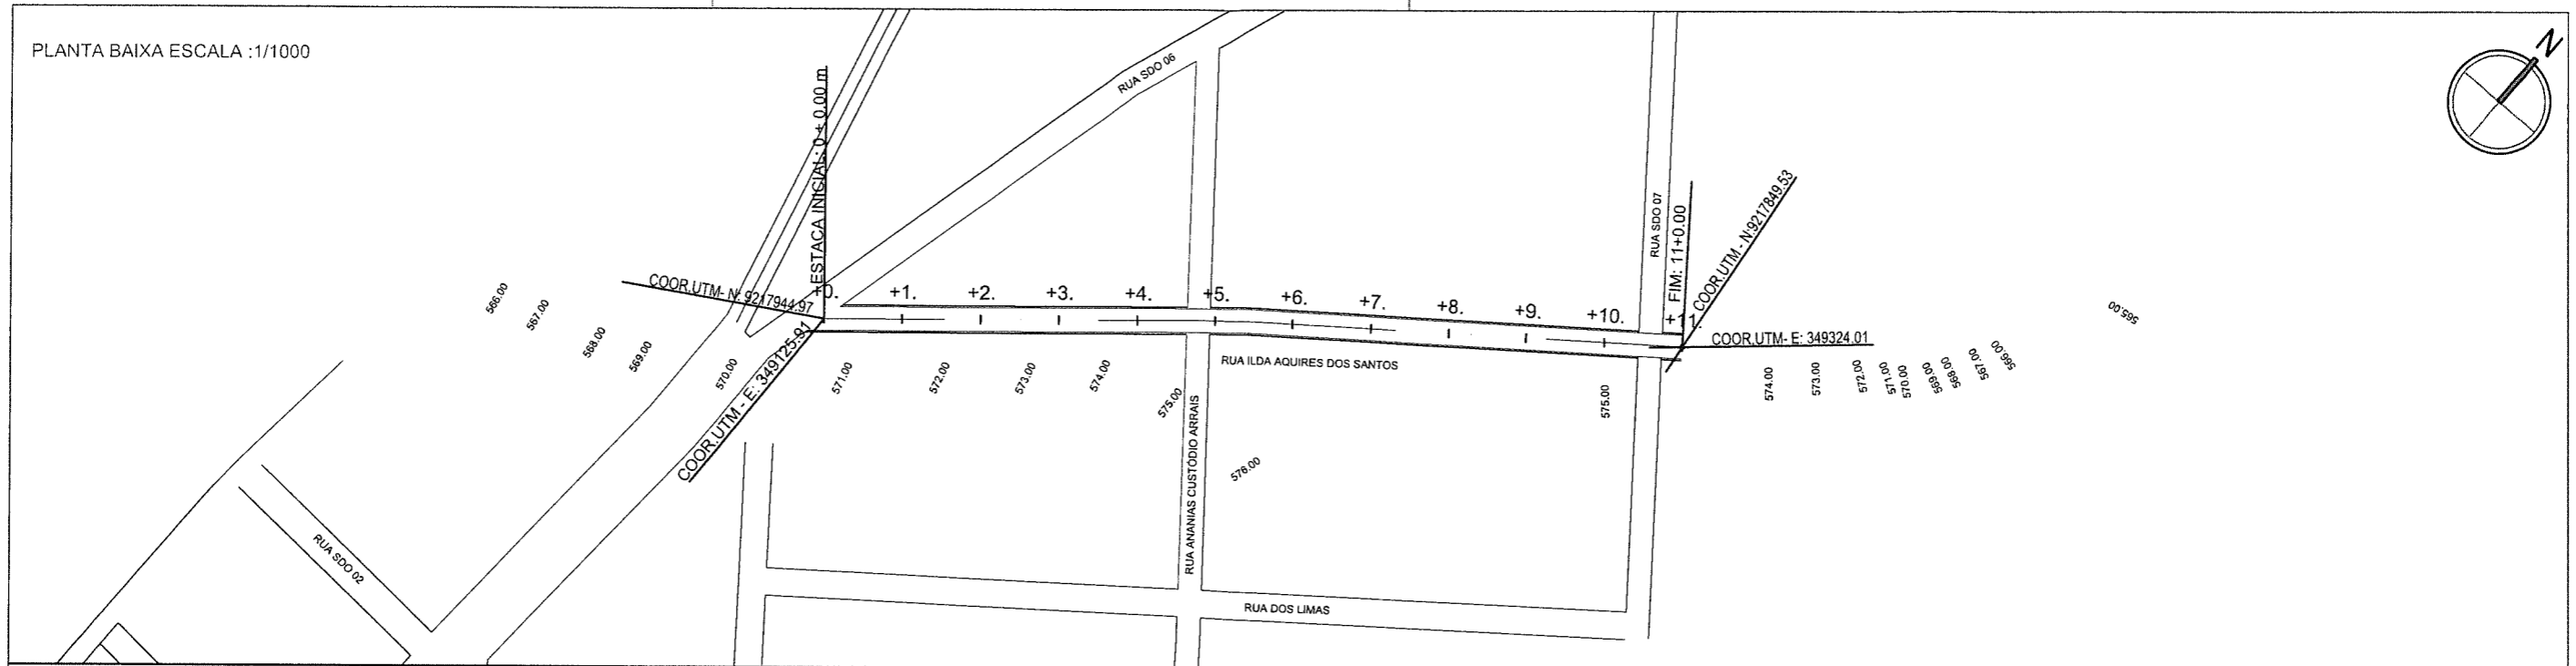 PLANTA BAIXA ESCALA :1/1000
N
ESTACA INICIAL: 0 + 0.00 m
RUA SDO 06
RUA SDO 07
FIM: 11+0.00
COOR.UTM - N:9217849.53
COOR.UTM- N: 9217944.97
+0.
+1.
+2.
+3.
+4.
+5.
+6.
+7.
+8.
+9.
+10.
+11.
COOR.UTM- E: 349324.01
COOR.UTM - E: 349125.91
RUA ILDA AQUIRES DOS SANTOS
566.00
567.00
568.00
569.00
570.00
571.00
572.00
573.00
574.00
575.00
576.00
575.00
574.00
573.00
572.00
571.00
570.00
569.00
568.00
567.00
566.00
565.00
RUA ANANIAS CUSTÓDIO ARRAIS
RUA SDO 02
RUA DOS LIMAS